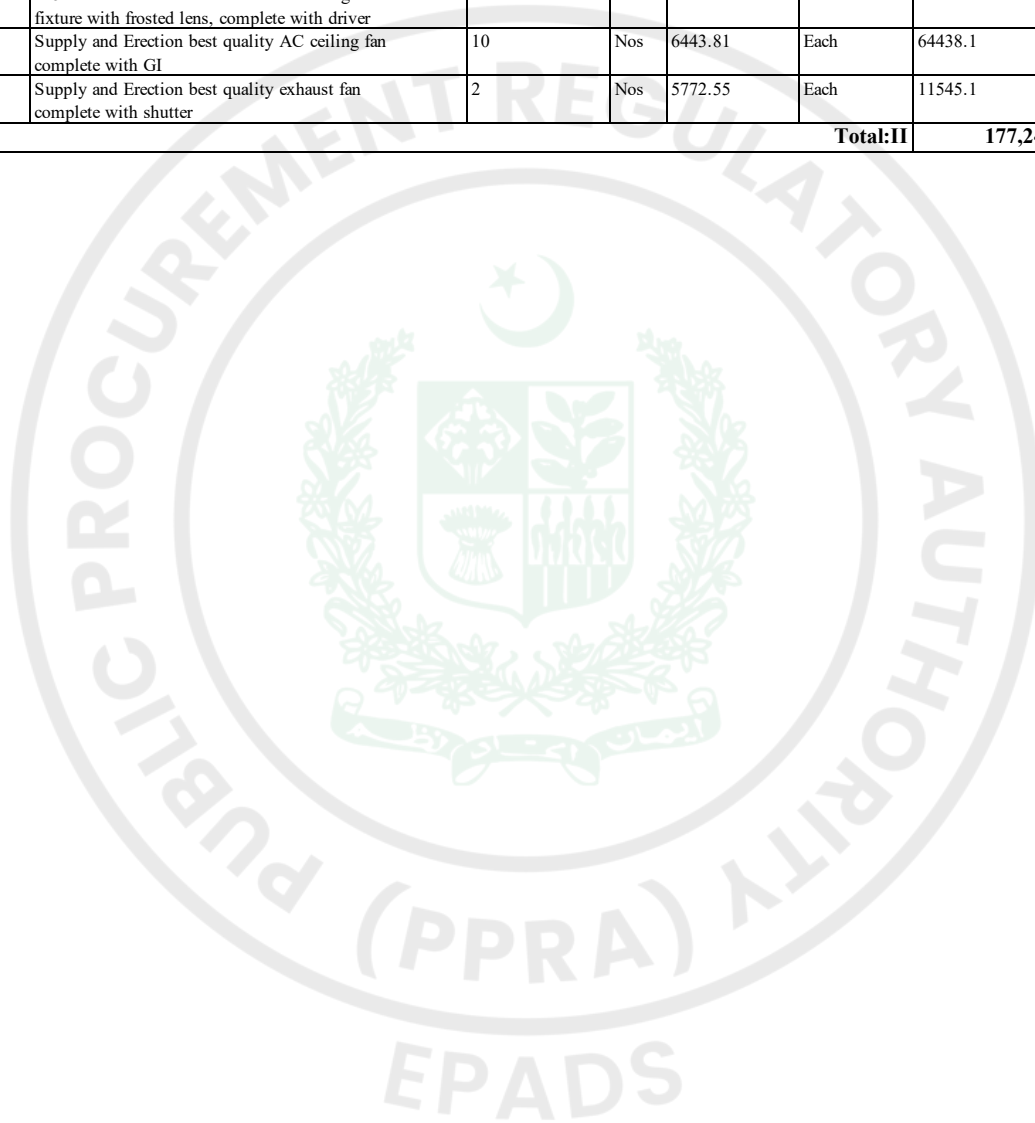 fixture with frosted lens, complete with driver
Supply and Erection best quality AC ceiling fan complete with GI 10 Nos 6443.81 Each 64438.1
Supply and Erection best quality exhaust fan complete with shutter 2 Nos 5772.55 Each 11545.1
Total:II 177,2
PUBLIC PROCUREMENT REGULATORY AUTHORITY
(PPRA)
EPADS